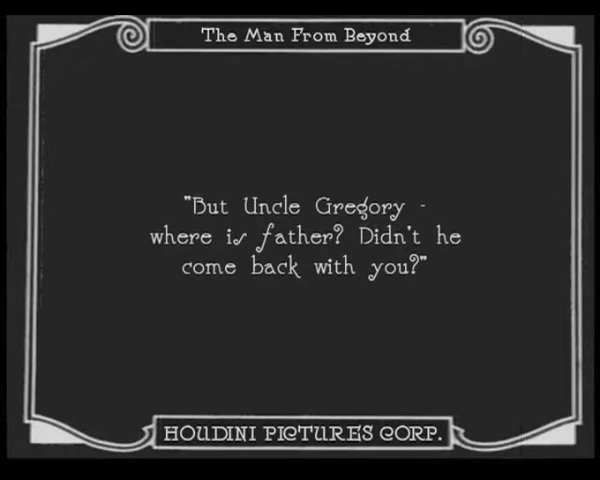 The Man From Beyond
"But Uncle Gregory -
where is father? Didn't he
come back with you?"
HOUDINI PICTURES CORP.